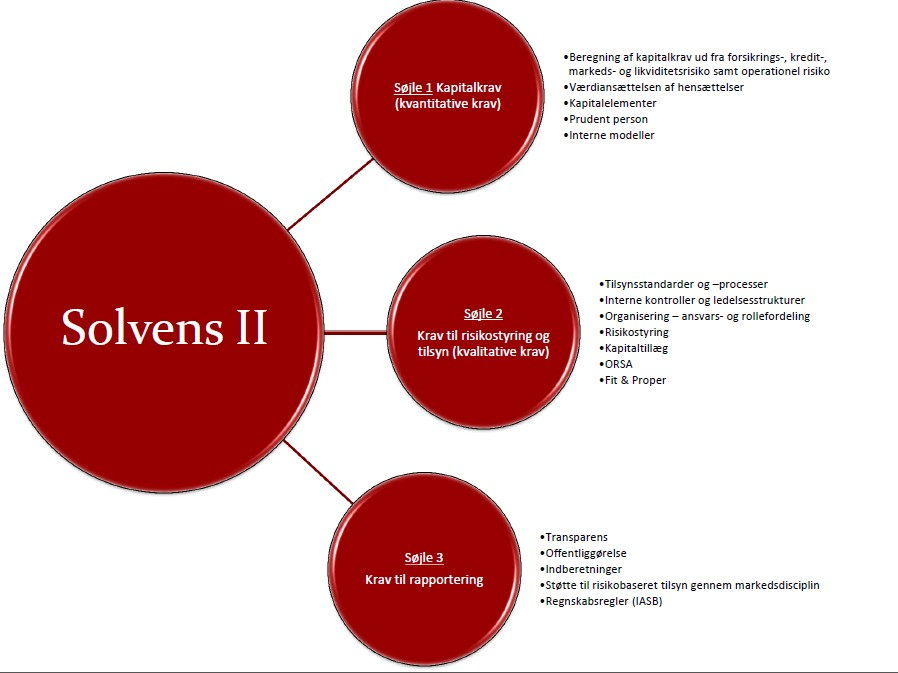 Solvens II
Søjle 1 Kapitalkrav
(kvantitative krav)
•Beregning af kapitalkrav ud fra forsikrings-, kredit-,
markeds- og likviditetsrisiko samt operationel risiko
•Værdiansættelsen af hensættelser
•Kapitalelementer
•Prudent person
•Interne modeller
Søjle 2
Krav til risikostyring og
tilsyn (kvalitative krav)
•Tilsynsstandarder og –processer
•Interne kontroller og ledelsesstrukturer
•Organisering – ansvars- og rollefordeling
•Risikostyring
•Kapitaltillæg
•ORSA
•Fit & Proper
Søjle 3
Krav til rapportering
•Transparens
•Offentliggørelse
•Indberetninger
•Støtte til risikobaseret tilsyn gennem markedsdisciplin
•Regnskabsregler (IASB)